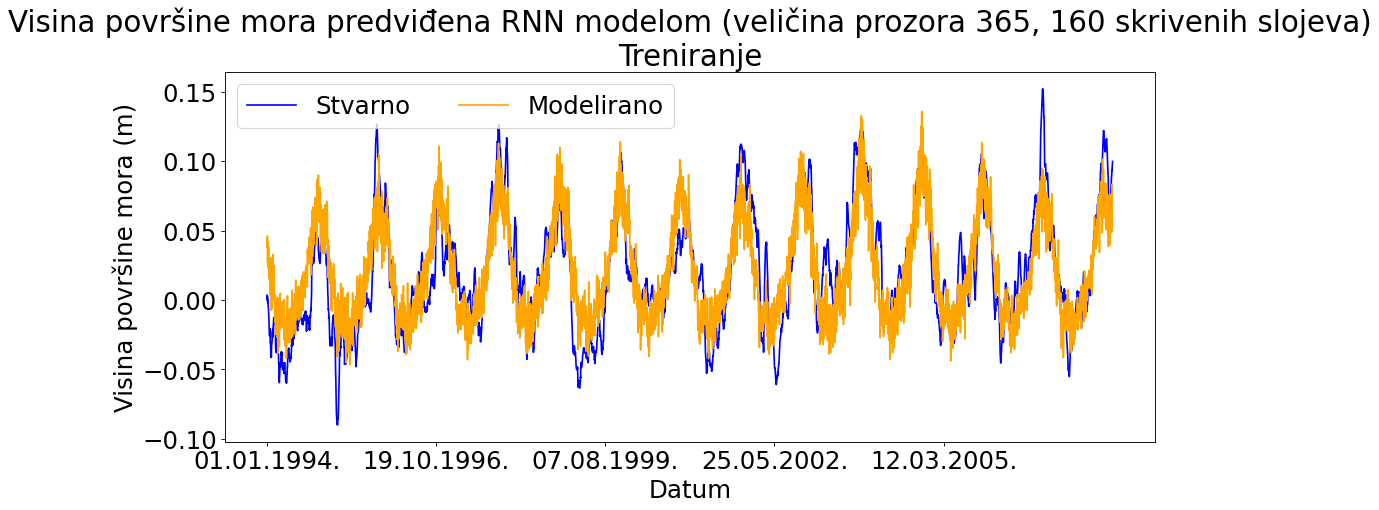 Visina površine mora predviđena RNN modelom (veličina prozora 365, 160 skrivenih slojeva)
Treniranje
Stvarno Modelirano
Visina površine mora (m)
0.15
0.10
0.05
0.00
−0.05
−0.10
01.01.1994. 19.10.1996. 07.08.1999. 25.05.2002. 12.03.2005.
Datum